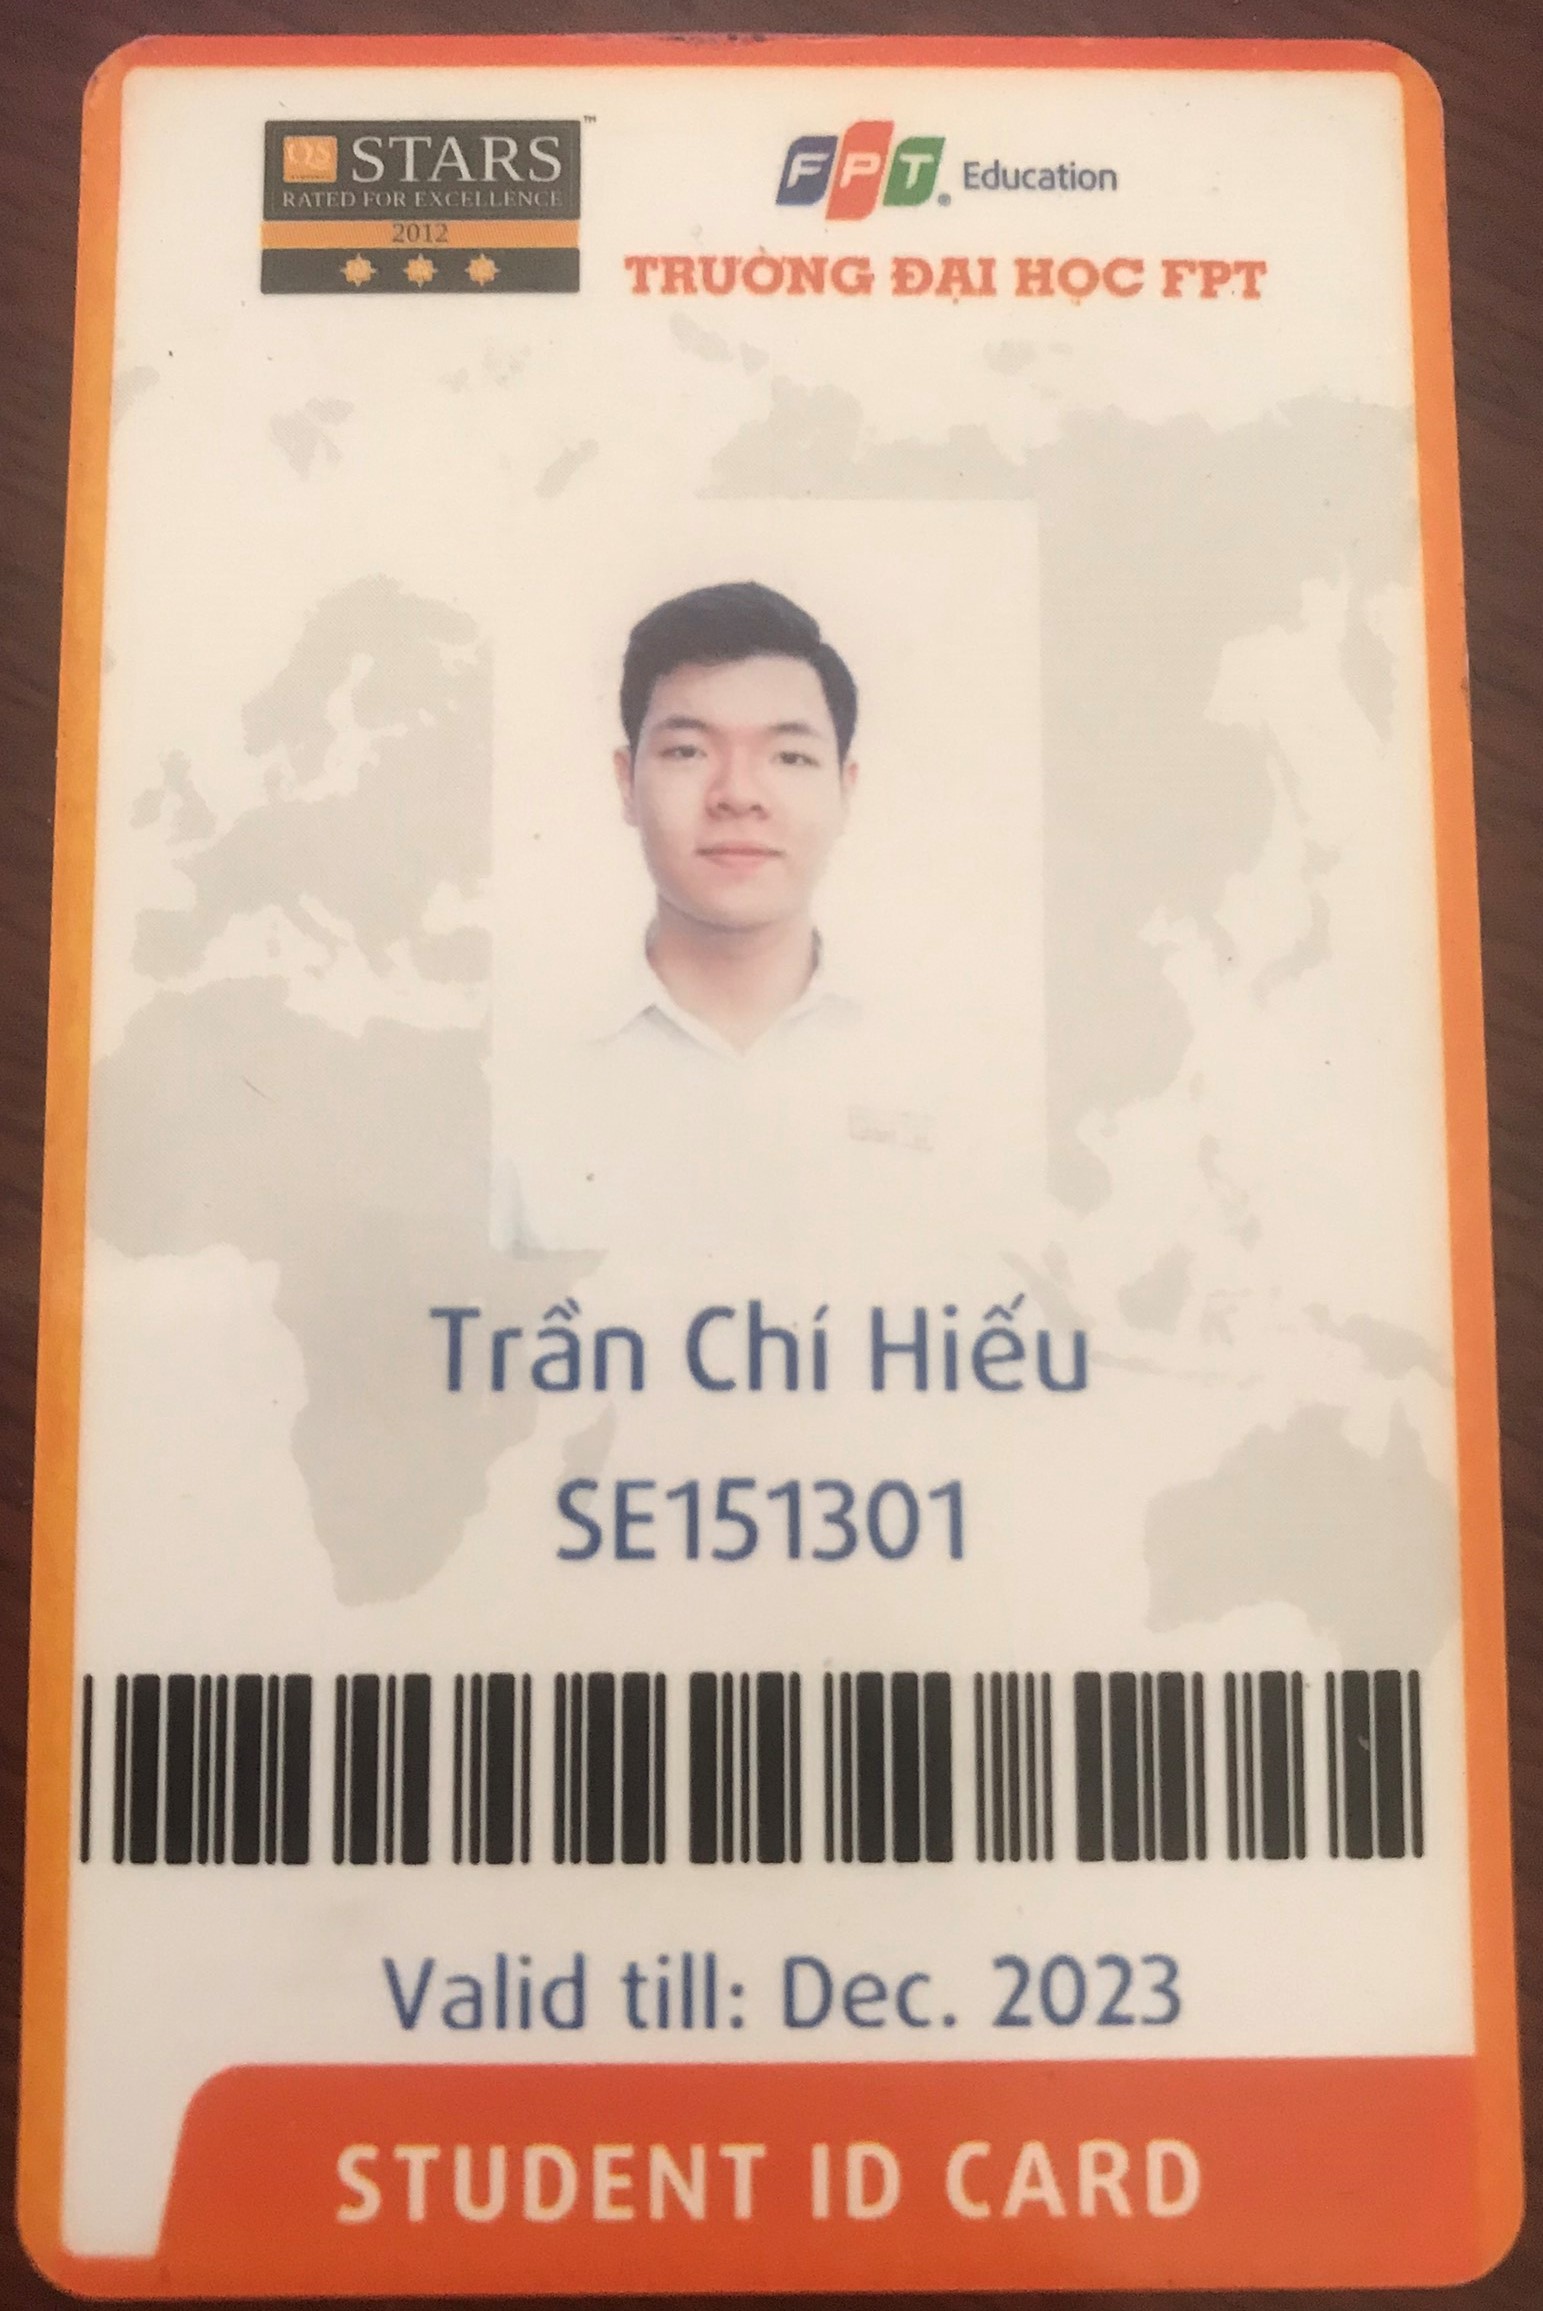 QS STARS™
RATED FOR EXCELLENCE
2012
FPT® Education
TRƯỜNG ĐẠI HỌC FPT
Trần Chí Hiếu
SE151301
Valid till: Dec. 2023
STUDENT ID CARD